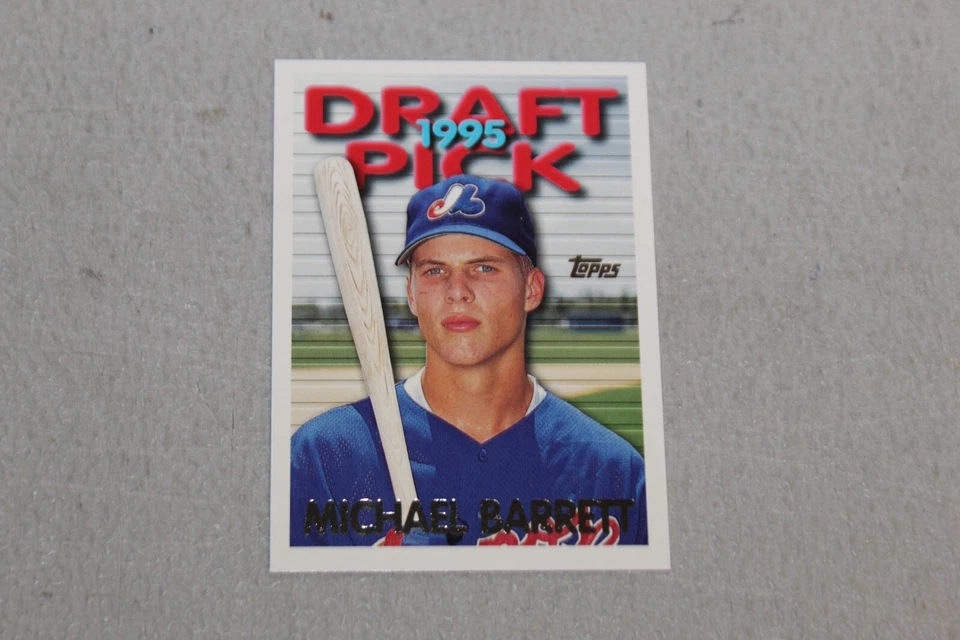 DRAFT
1995
PICK
Topps
MICHAEL BARRETT